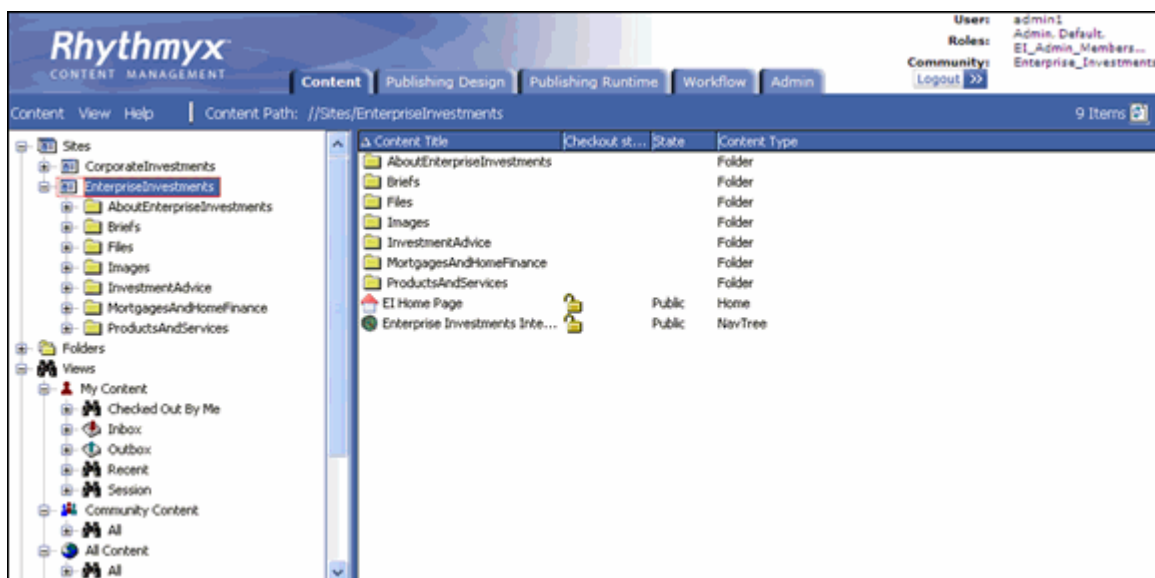 Rhythmyx
CONTENT MANAGEMENT
User: admin1
Roles: Admin, Default,
EI_Admin_Members...
Community: Enterprise_Investments
Logout >>
Content Publishing Design Publishing Runtime Workflow Admin
Content View Help Content Path: //Sites/EnterpriseInvestments 9 Items
Sites
CorporateInvestments
EnterpriseInvestments
AboutEnterpriseInvestments
Briefs
Files
Images
InvestmentAdvice
MortgagesAndHomeFinance
ProductsAndServices
Folders
Views
My Content
Checked Out By Me
Inbox
Outbox
Recent
Session
Community Content
All
All Content
All
Content Title Checkout st... State Content Type
AboutEnterpriseInvestments Folder
Briefs Folder
Files Folder
Images Folder
InvestmentAdvice Folder
MortgagesAndHomeFinance Folder
ProductsAndServices Folder
EI Home Page Public Home
Enterprise Investments Inte... Public NavTree